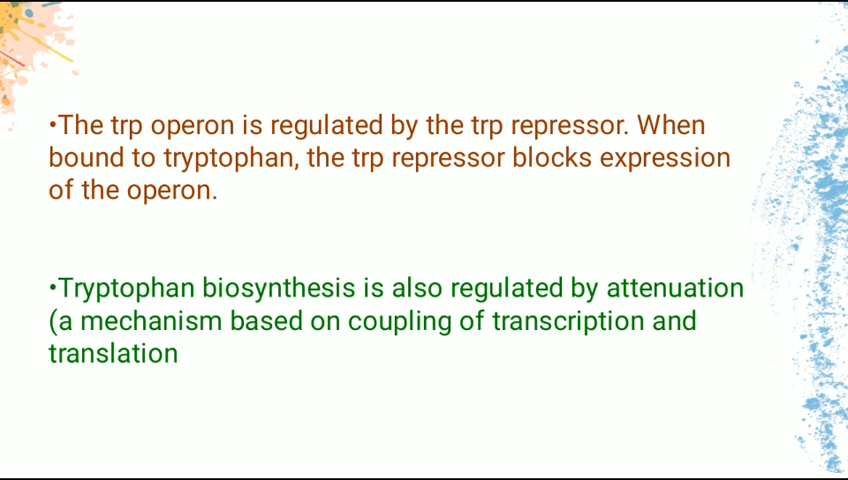 •The trp operon is regulated by the trp repressor. When
bound to tryptophan, the trp repressor blocks expression
of the operon.
•Tryptophan biosynthesis is also regulated by attenuation
(a mechanism based on coupling of transcription and
translation